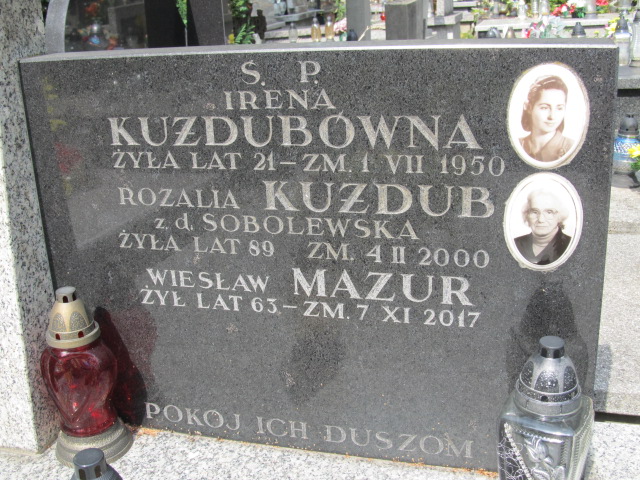 Ś. P.
IRENA
KUŹDUBÓWNA
ŻYŁA LAT 21 – ZM. 1 VII 1950
ROZALIA KUŹDUB
z. d. SOBOLEWSKA
ŻYŁA LAT 89 ZM. 4 II 2000
WIESŁAW MAZUR
ŻYŁ LAT 63 – ZM. 7 XI 2017
POKÓJ ICH DUSZOM